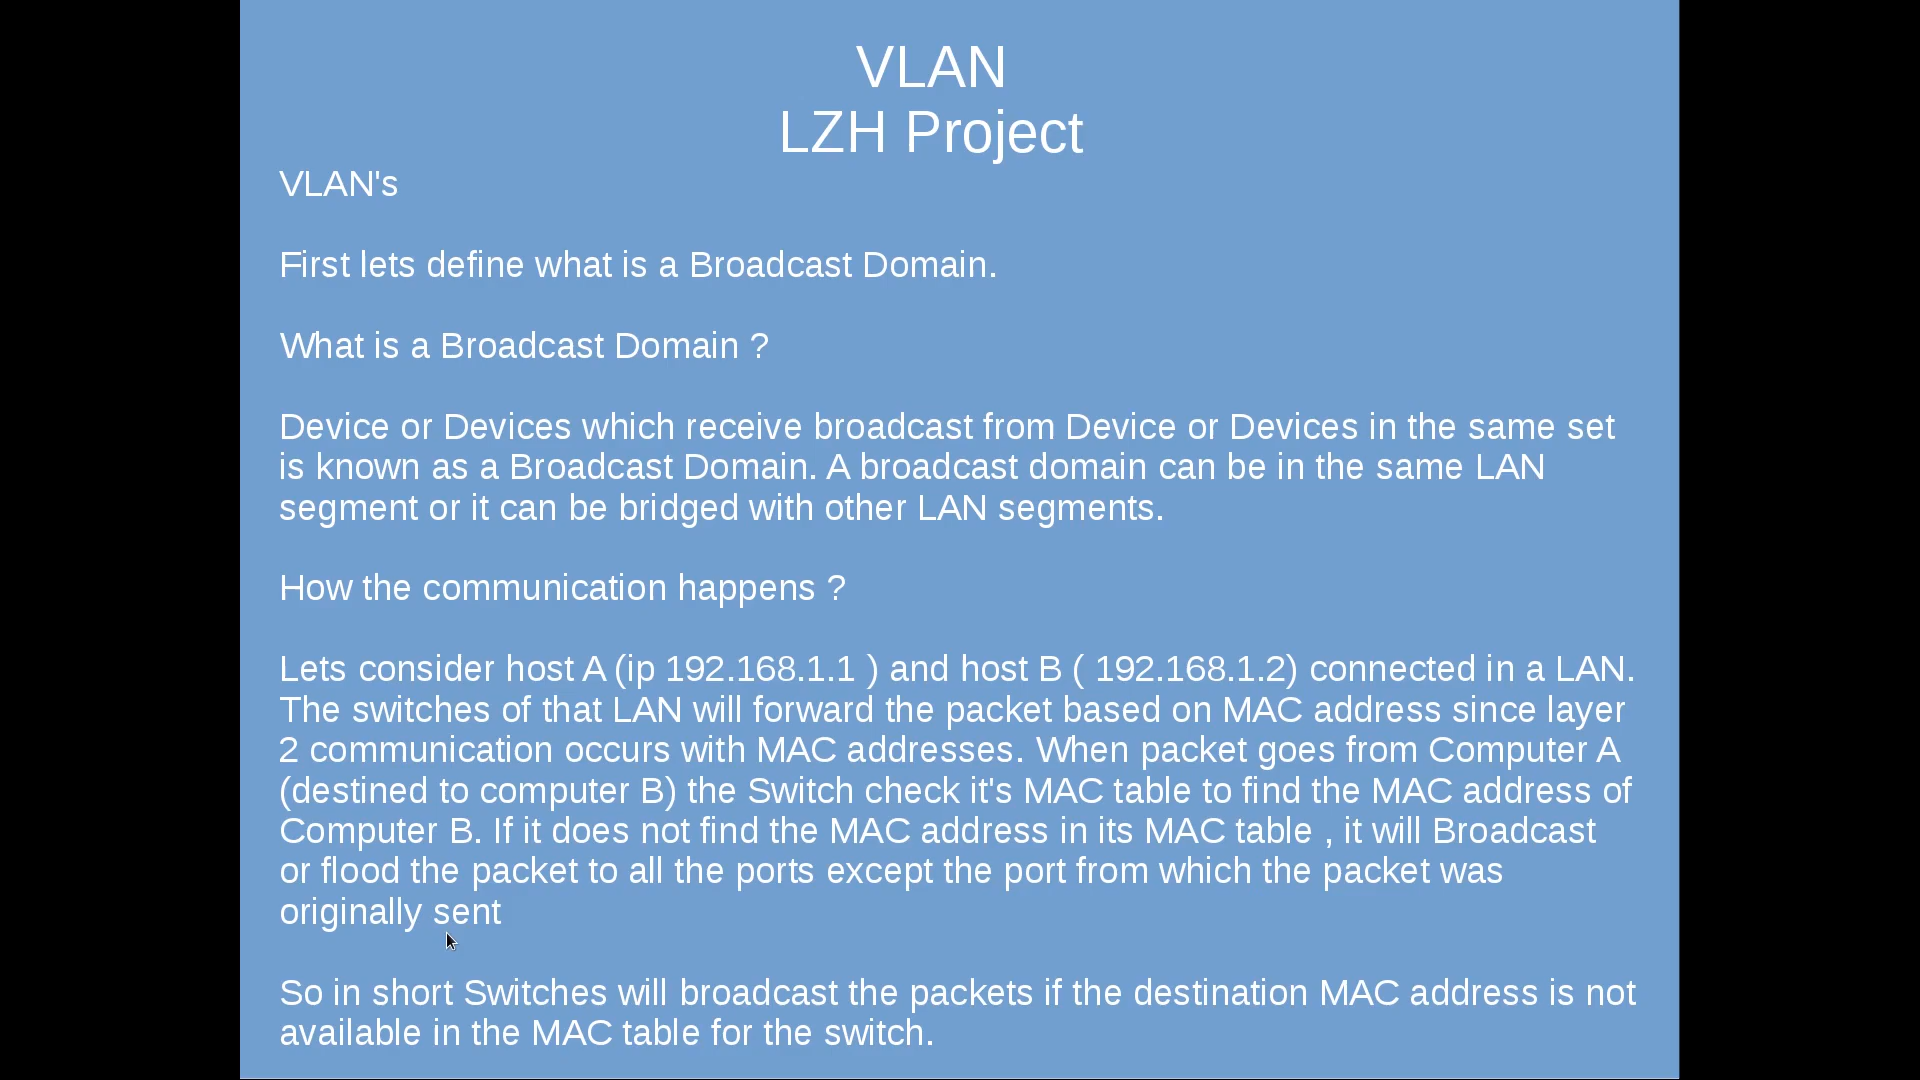 VLAN
LZH Project
VLAN's
First lets define what is a Broadcast Domain.
What is a Broadcast Domain ?
Device or Devices which receive broadcast from Device or Devices in the same set
is known as a Broadcast Domain. A broadcast domain can be in the same LAN
segment or it can be bridged with other LAN segments.
How the communication happens ?
Lets consider host A (ip 192.168.1.1 ) and host B ( 192.168.1.2) connected in a LAN.
The switches of that LAN will forward the packet based on MAC address since layer
2 communication occurs with MAC addresses. When packet goes from Computer A
(destined to computer B) the Switch check it's MAC table to find the MAC address of
Computer B. If it does not find the MAC address in its MAC table , it will Broadcast
or flood the packet to all the ports except the port from which the packet was
originally sent
So in short Switches will broadcast the packets if the destination MAC address is not
available in the MAC table for the switch.